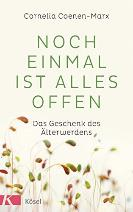 Cornelia Coenen-Marx
NOCH
EINMAL
IST ALLES
OFFEN
Das Geschenk des
Älterwerdens
Kösel